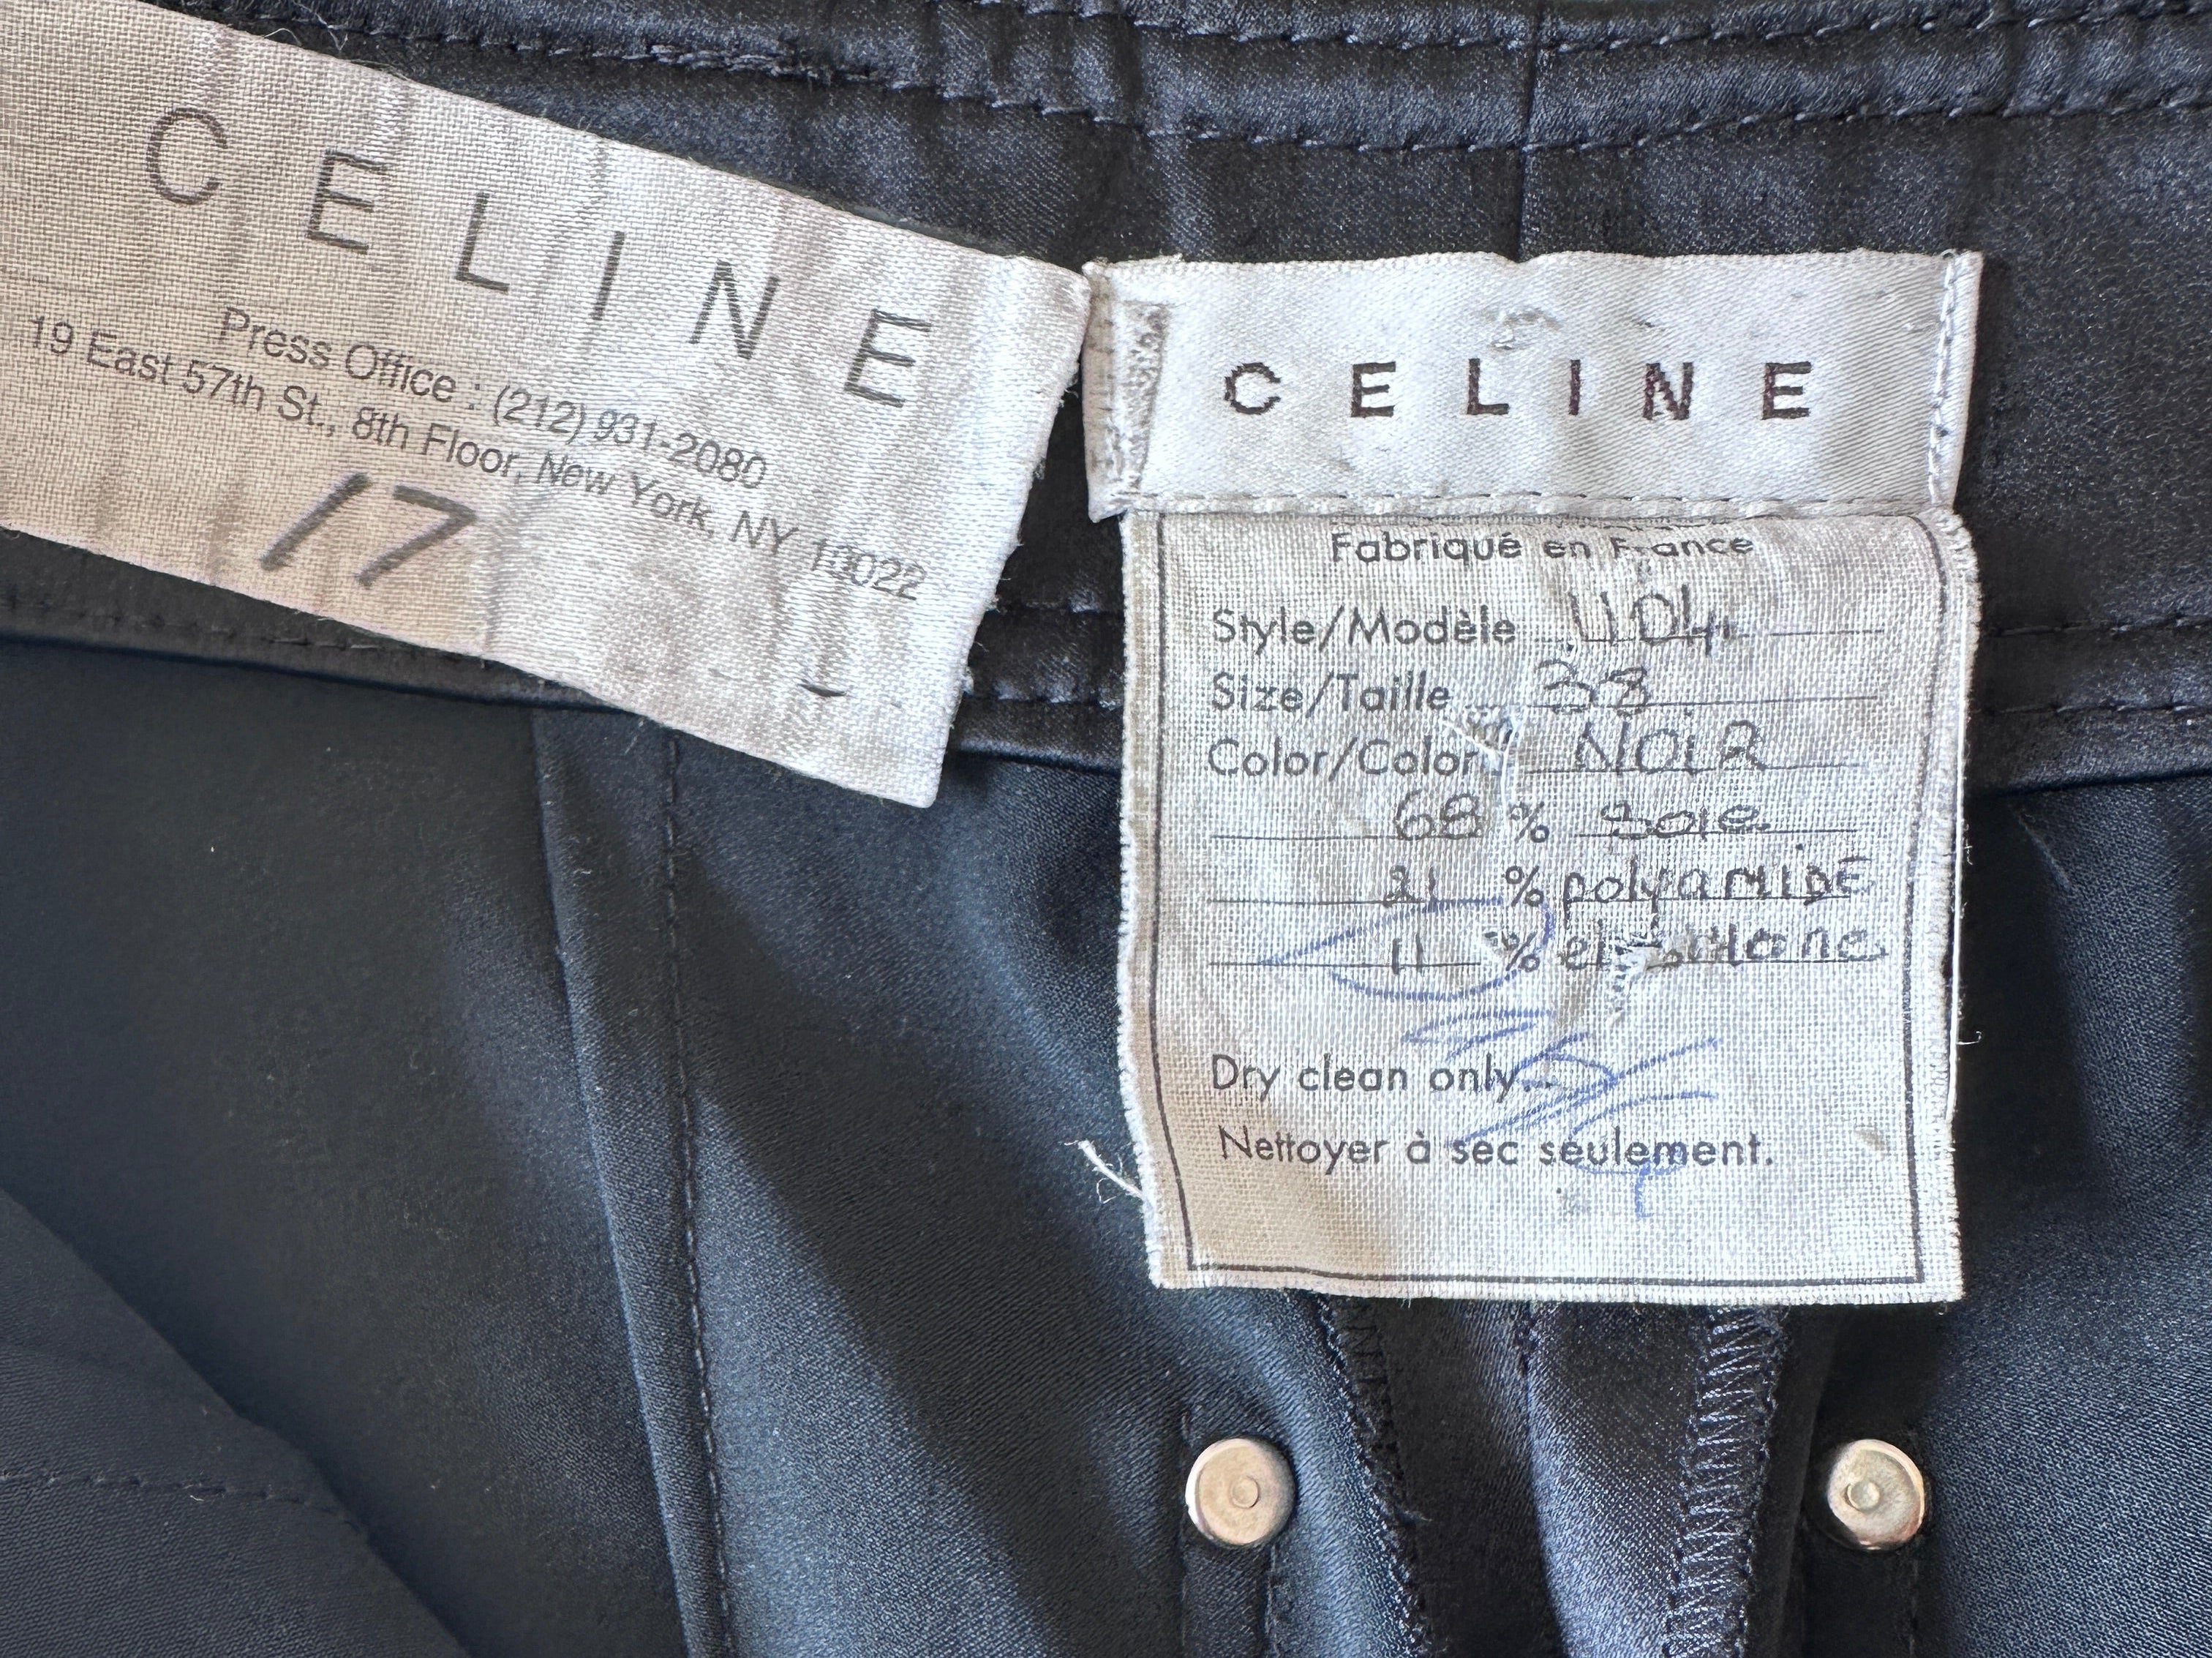 CELINE
Press Office : (212) 931-2080
19 East 57th St., 8th Floor, New York, NY 10022
17
CELINE
Fabriqué en France
Style/Modèle
Size/Taille 38
Color/Color NOiR
68 % soie
21 % polyaMiDE
11 %
Dry clean only.
Nettoyer à sec seulement.